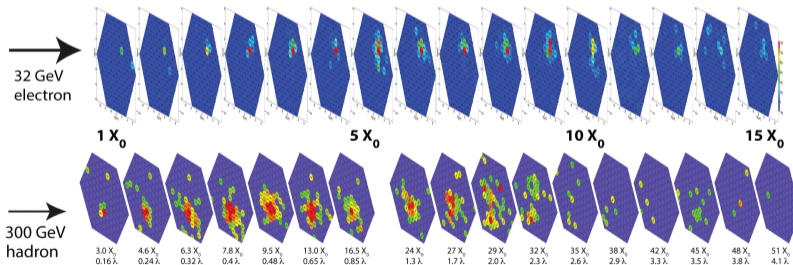 32 GeV
electron
1 X0 5 X0 10 X0 15 X0
300 GeV
hadron
3.0 X0 4.6 X0 6.3 X0 7.8 X0 9.5 X0 13.0 X0 16.5 X0 24 X0 27 X0 29 X0 32 X0 35 X0 38 X0 42 X0 45 X0 48 X0 51 X0
0.16 λ 0.24 λ 0.32 λ 0.4 λ 0.48 λ 0.65 λ 0.85 λ 1.3 λ 1.7 λ 2.0 λ 2.3 λ 2.6 λ 2.9 λ 3.3 λ 3.5 λ 3.8 λ 4.1 λ